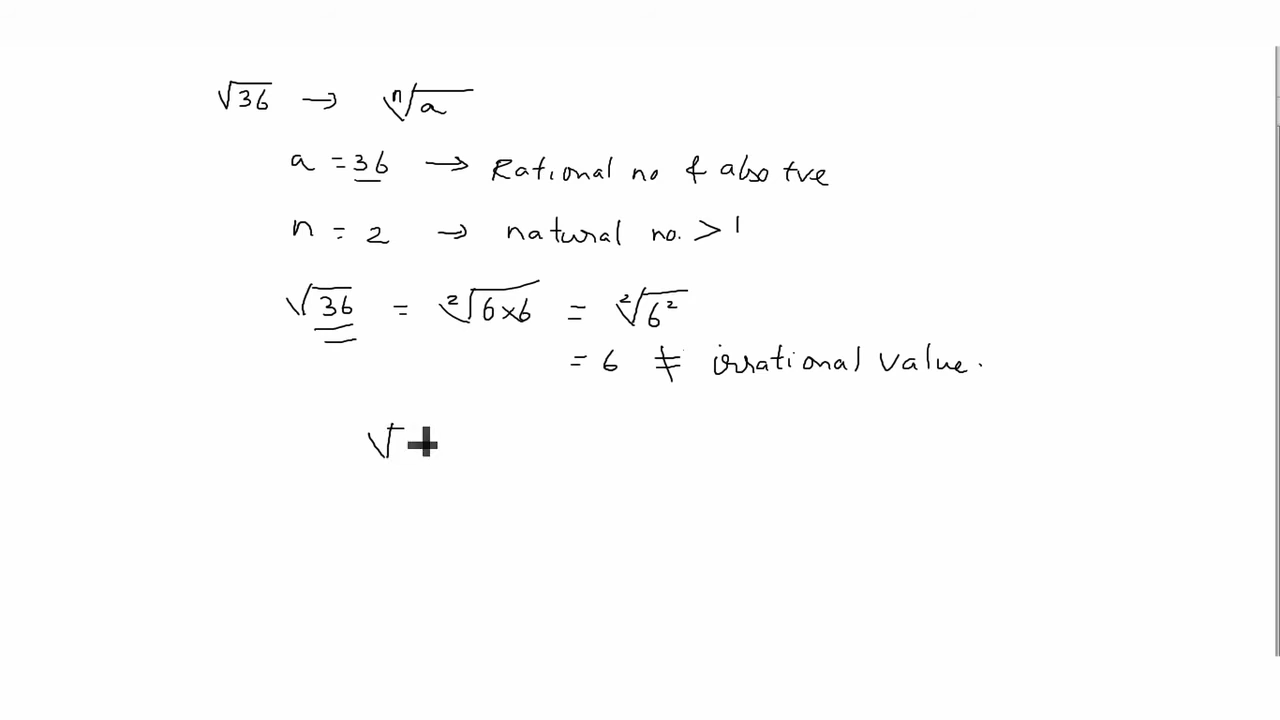 √36 → ⁿ√a
a = 36 → Rational no & also +ve
n = 2 → natural no. > 1
√36 = ²√6×6 = ²√6²
= 6 ≠ irrational value.
√